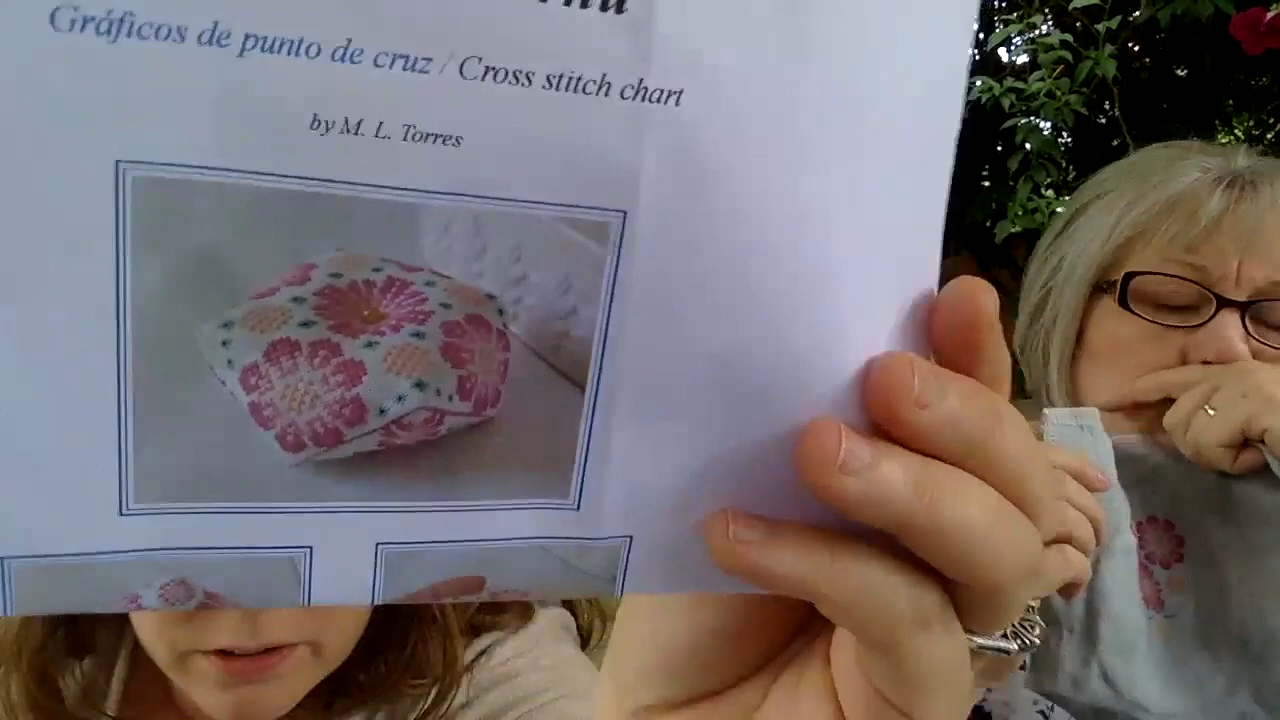 Gráficos de punto de cruz / Cross stitch chart
by M. L. Torres